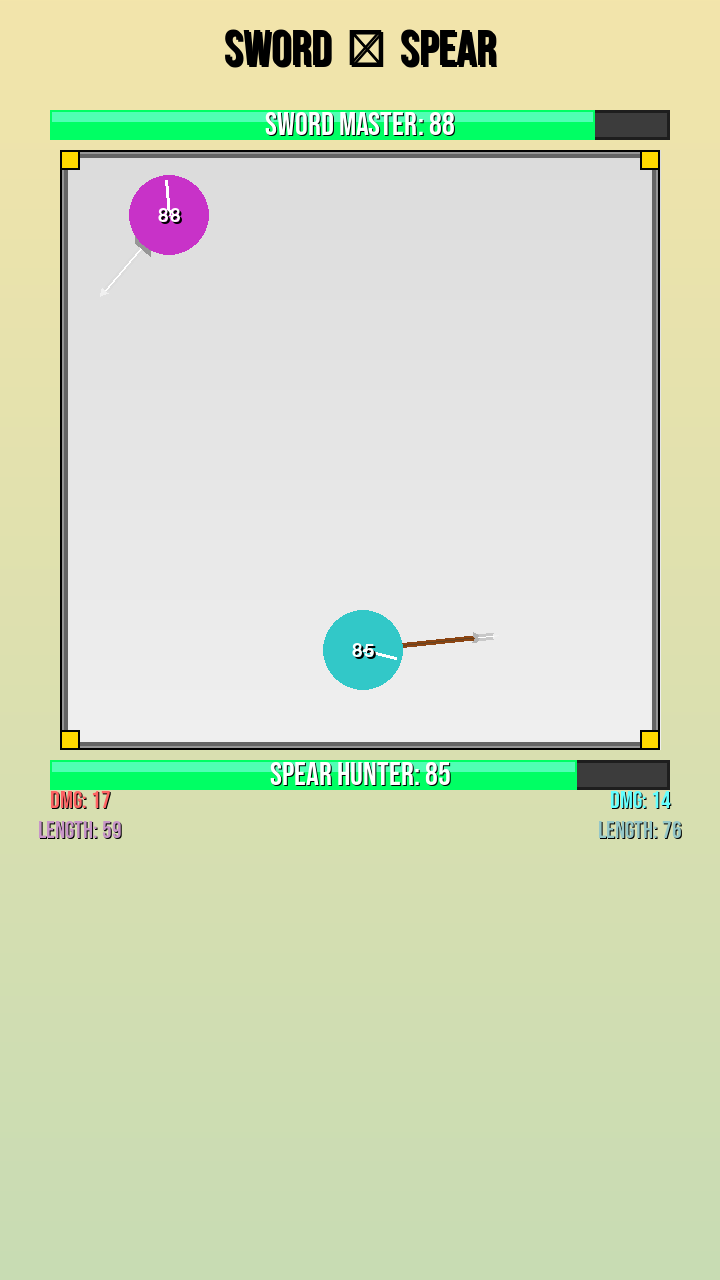 SWORD SPEAR
SWORD MASTER: 88
88
85
SPEAR HUNTER: 85
DMG: 17
DMG: 14
LENGTH: 59
LENGTH: 76